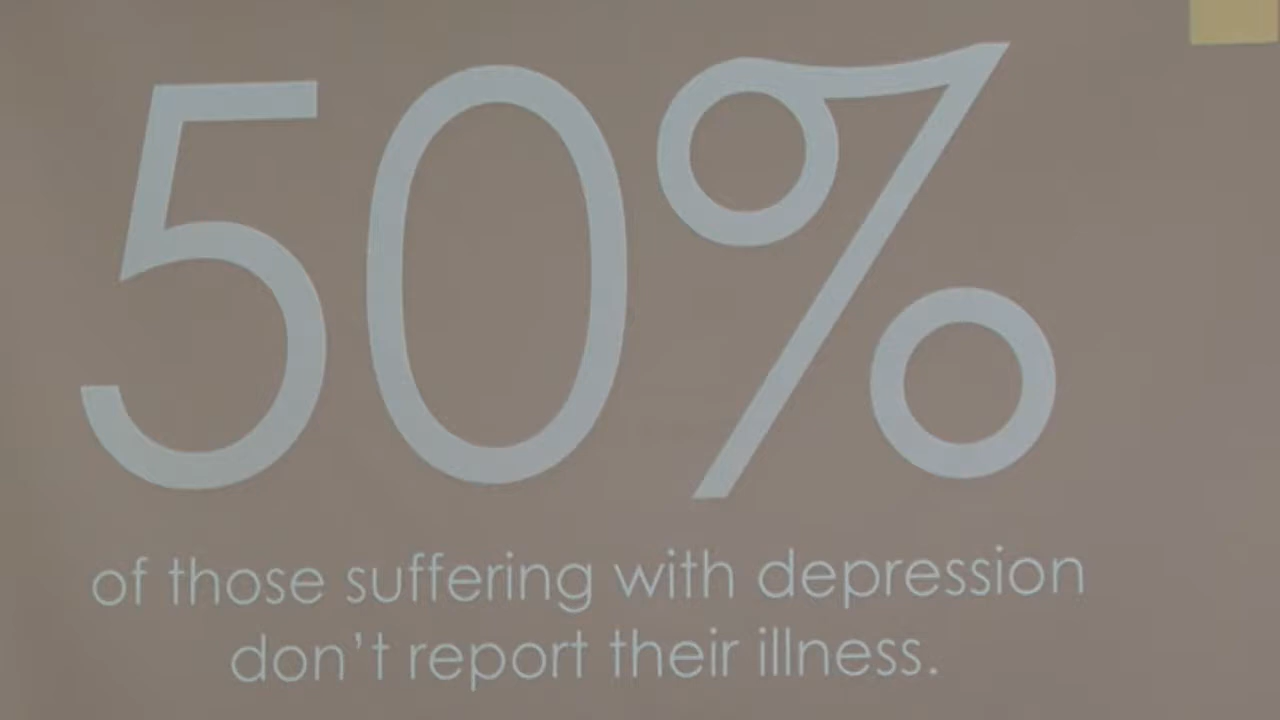 50%
of those suffering with depression
don't report their illness.